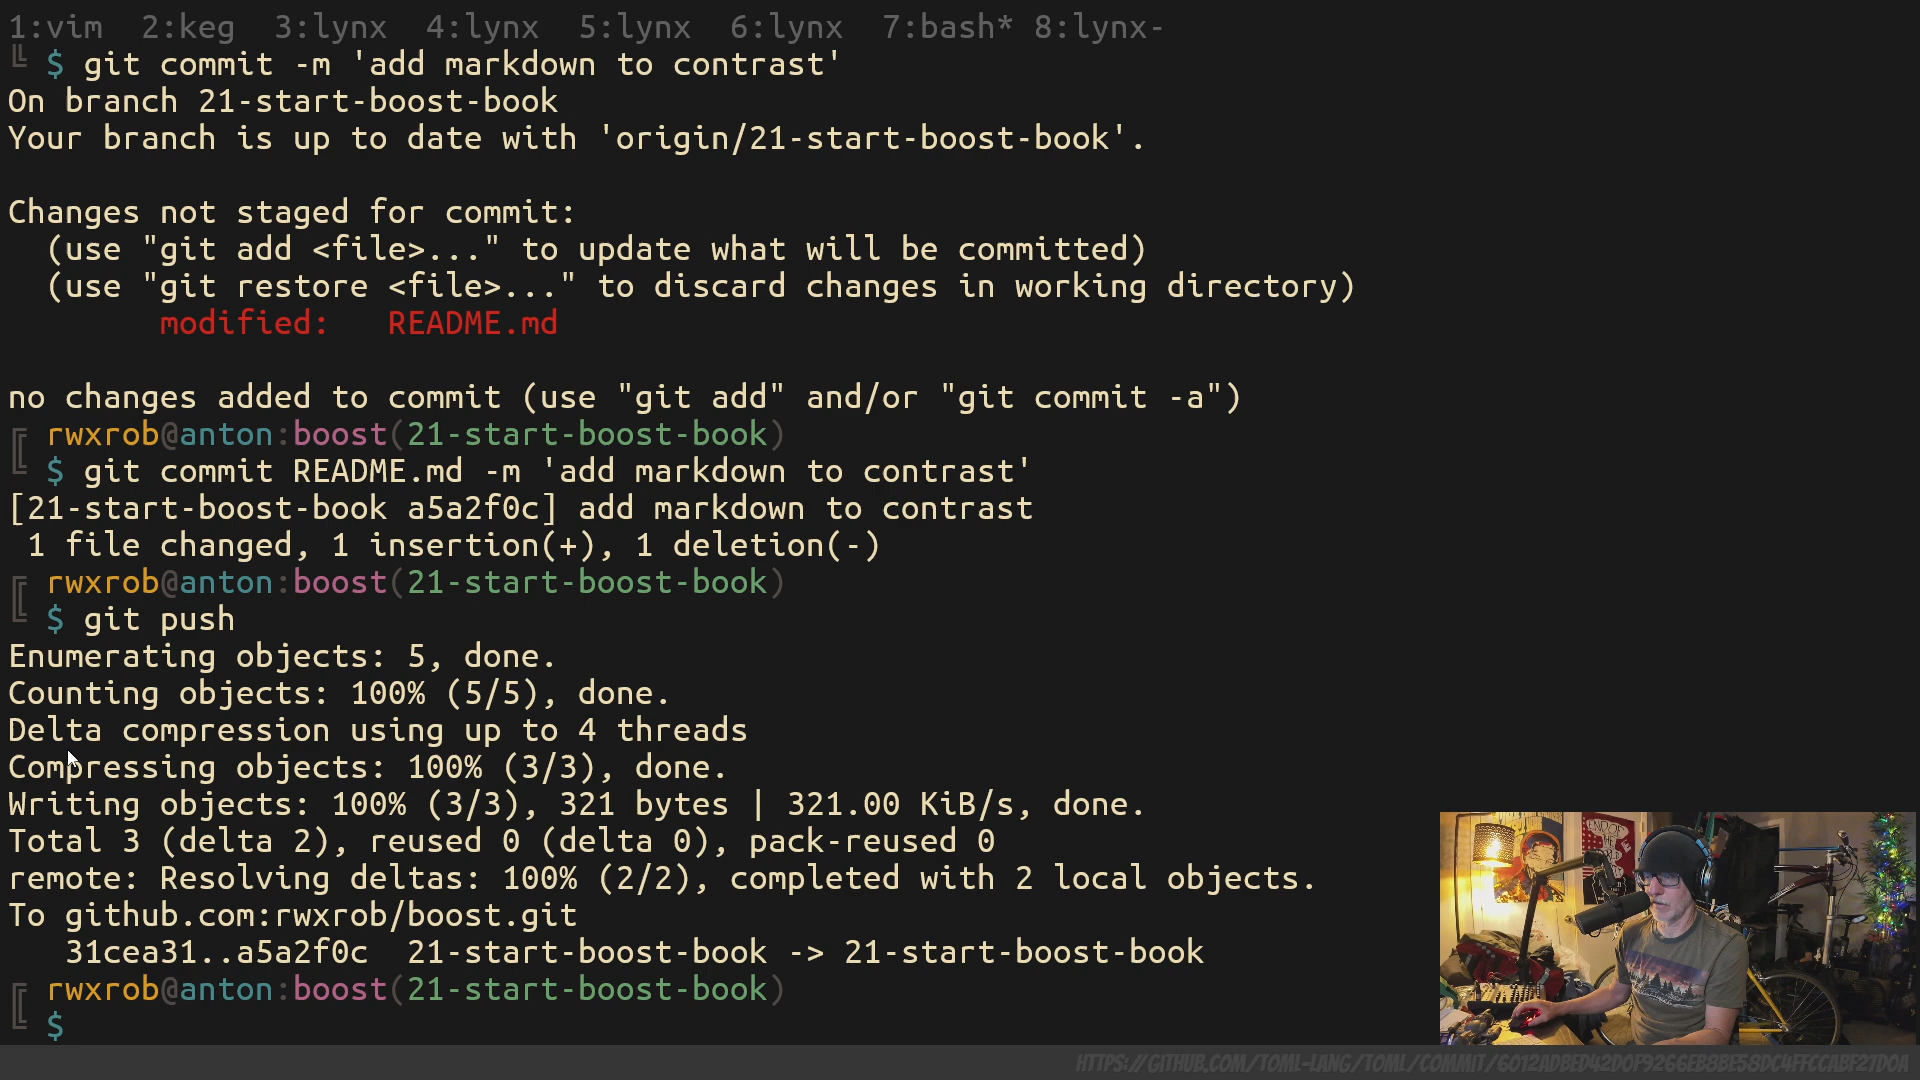 1:vim  2:keg  3:lynx  4:lynx  5:lynx  6:lynx  7:bash* 8:lynx-
╚ $ git commit -m 'add markdown to contrast'
On branch 21-start-boost-book
Your branch is up to date with 'origin/21-start-boost-book'.
Changes not staged for commit:
  (use "git add <file>..." to update what will be committed)
  (use "git restore <file>..." to discard changes in working directory)
        modified:   README.md
no changes added to commit (use "git add" and/or "git commit -a")
╔ rwxrob@anton:boost(21-start-boost-book)
╚ $ git commit README.md -m 'add markdown to contrast'
[21-start-boost-book a5a2f0c] add markdown to contrast
 1 file changed, 1 insertion(+), 1 deletion(-)
╔ rwxrob@anton:boost(21-start-boost-book)
╚ $ git push
Enumerating objects: 5, done.
Counting objects: 100% (5/5), done.
Delta compression using up to 4 threads
Compressing objects: 100% (3/3), done.
Writing objects: 100% (3/3), 321 bytes | 321.00 KiB/s, done.
Total 3 (delta 2), reused 0 (delta 0), pack-reused 0
remote: Resolving deltas: 100% (2/2), completed with 2 local objects.
To github.com:rwxrob/boost.git
   31cea31..a5a2f0c  21-start-boost-book -> 21-start-boost-book
╔ rwxrob@anton:boost(21-start-boost-book)
╚ $
END OF THE